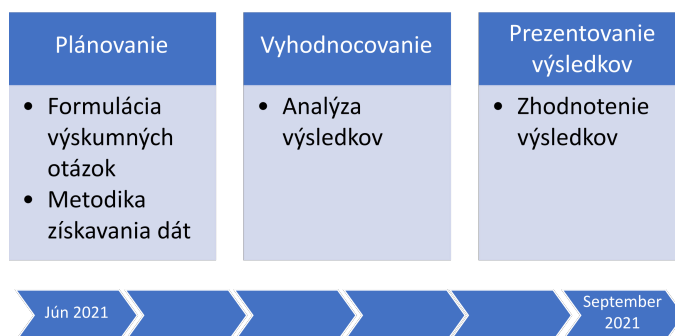 Plánovanie
• Formulácia
výskumných
otázok
• Metodika
získavania dát
Vyhodnocovanie
• Analýza
výsledkov
Prezentovanie
výsledkov
• Zhodnotenie
výsledkov
Jún 2021
September
2021